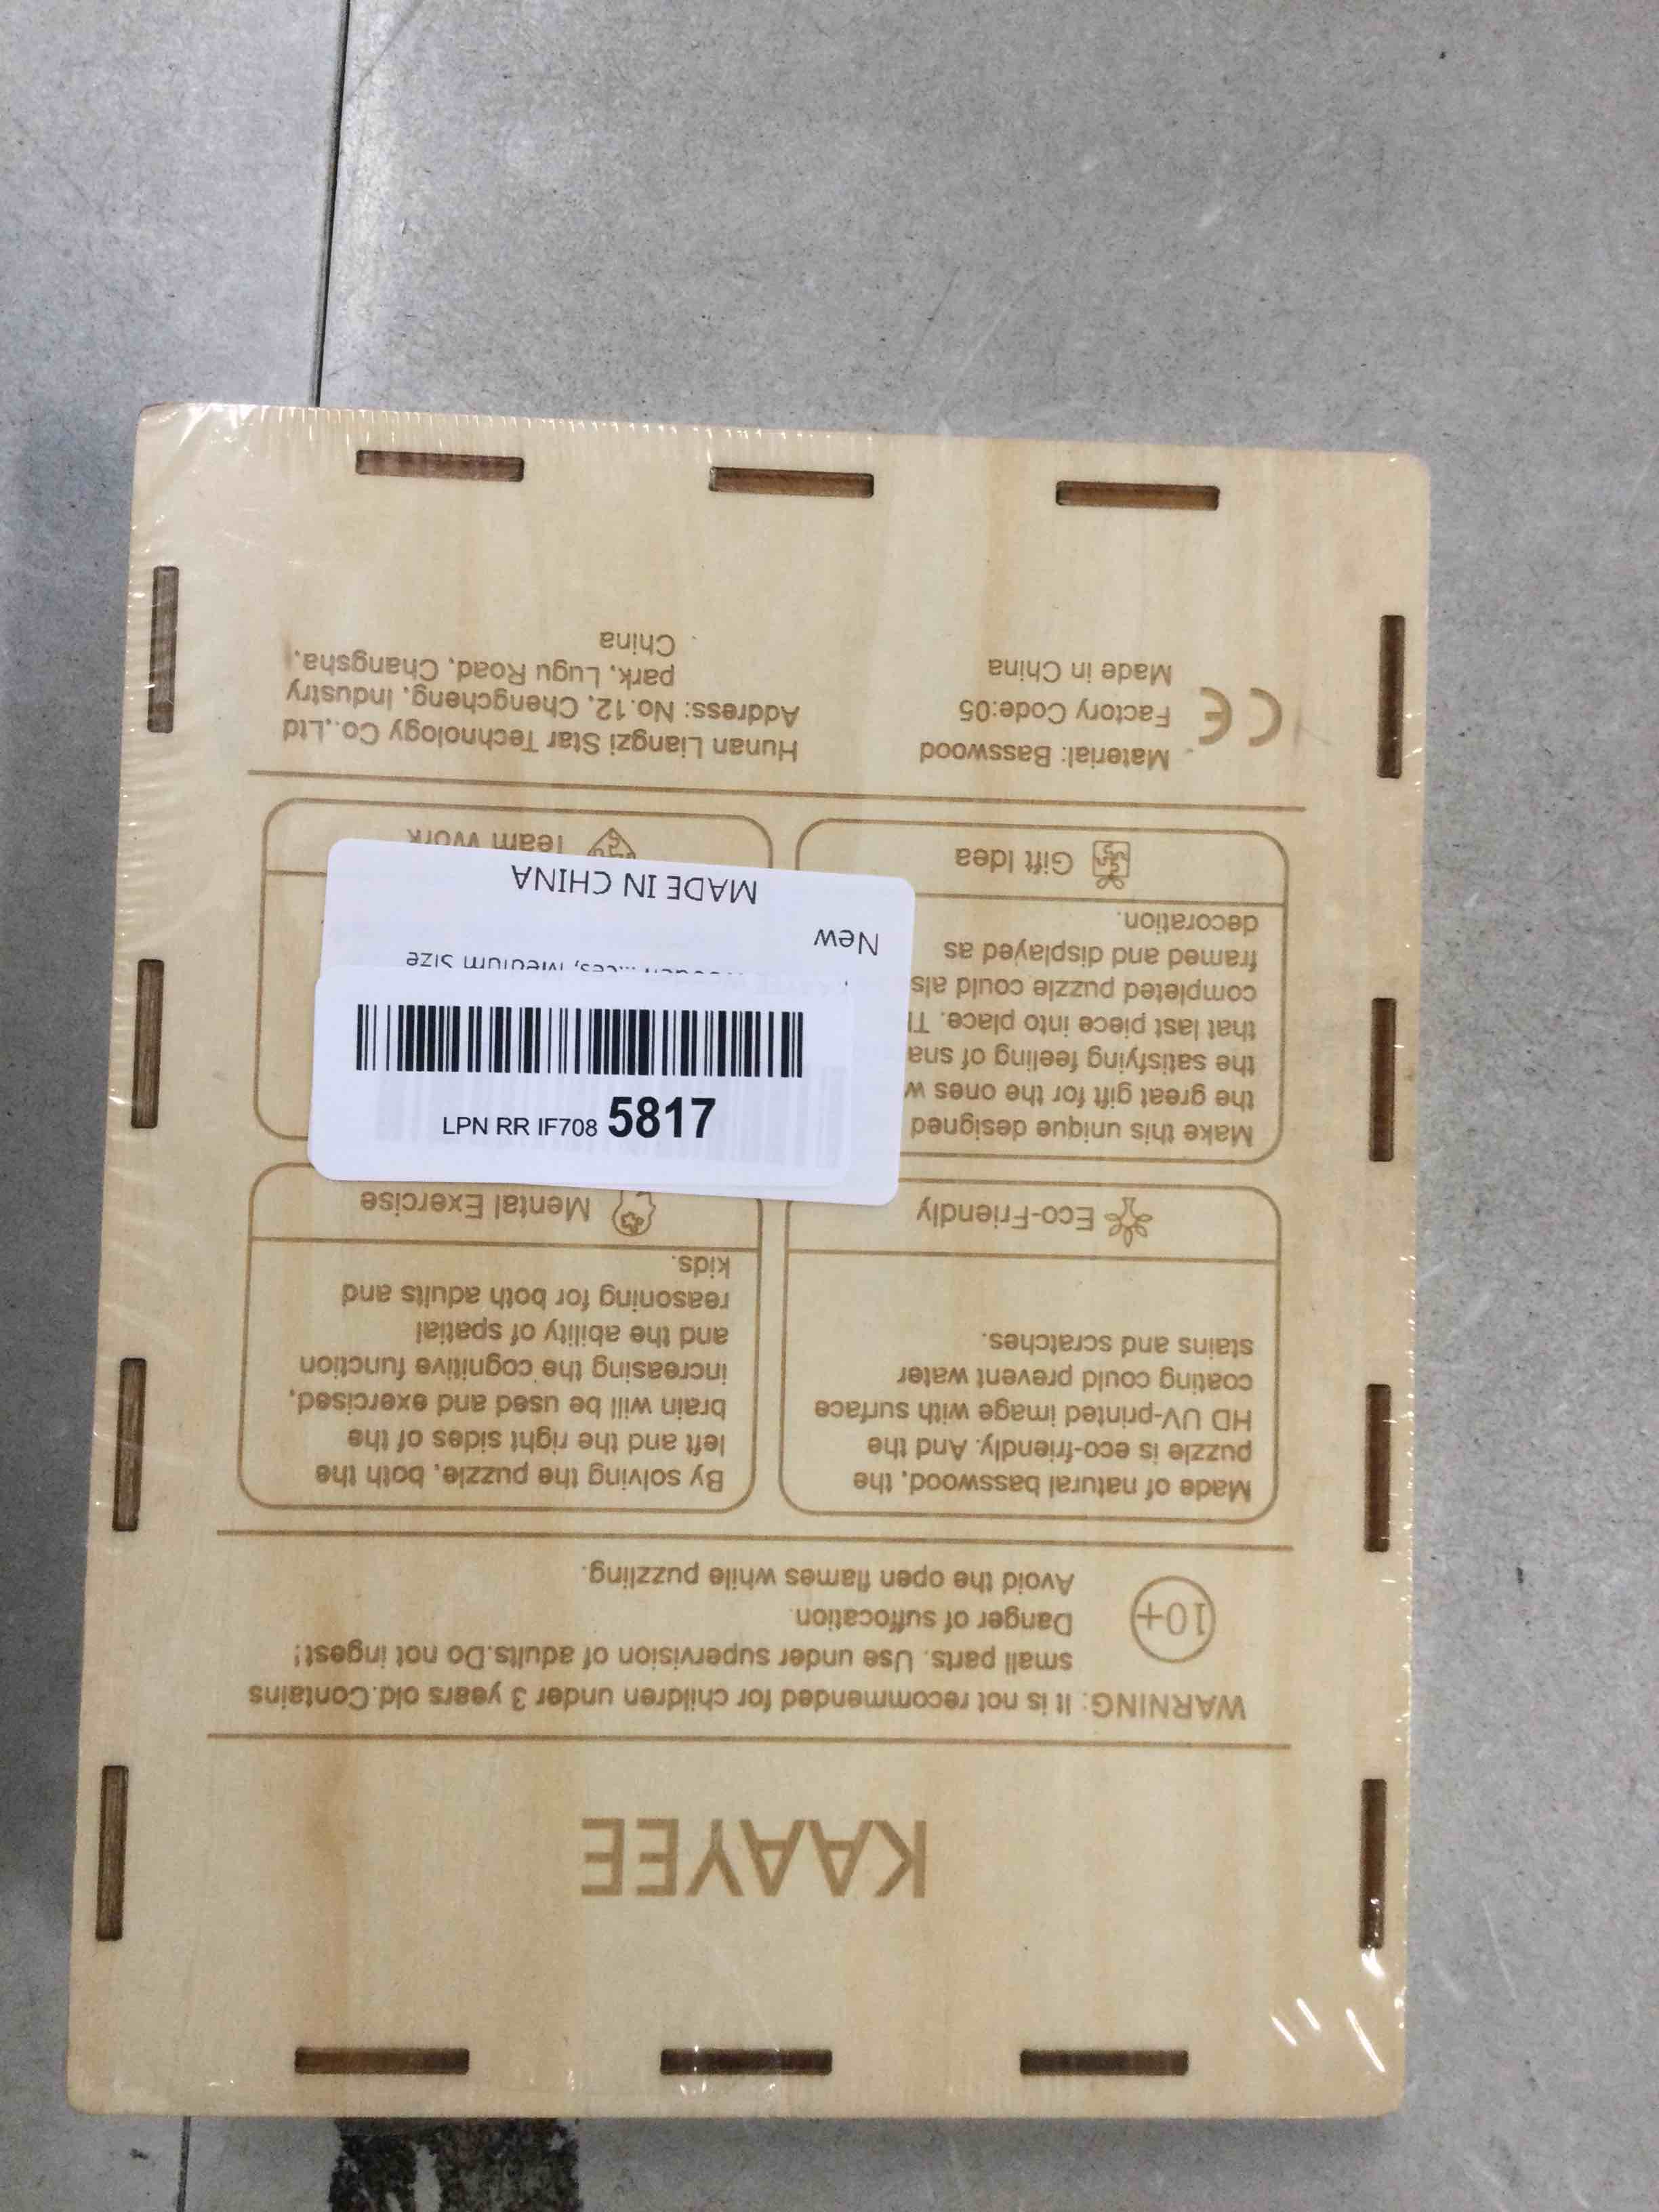 KAAYEE
WARNING: It is not recommended for children under 3 years old.Contains
small parts. Use under supervision of adults.Do not ingest!
Danger of suffocation.
Avoid the open flames while puzzling.
10+
Made of natural basswood, the
puzzle is eco-friendly. And the
HD UV-printed image with surface
coating could prevent water
stains and scratches.
Eco-Friendly
By solving the puzzle, both the
left and the right sides of the
brain will be used and exercised,
increasing the cognitive function
and the ability of spatial
reasoning for both adults and
kids.
Mental Exercise
Make this unique designed
the great gift for the ones
the satisfying feeling of
that last piece into place.
completed puzzle could
framed and displayed as
decoration.
Gift Idea
Team Work
LPN RR IF708 5817
Medium Size
New
MADE IN CHINA
Material: Basswood
Factory Code:05
Made in China
CE
Hunan Liangzi Star Technology Co.,Ltd
Address: No.12, Chengcheng, Industry
park, Lugu Road, Changsha,
China